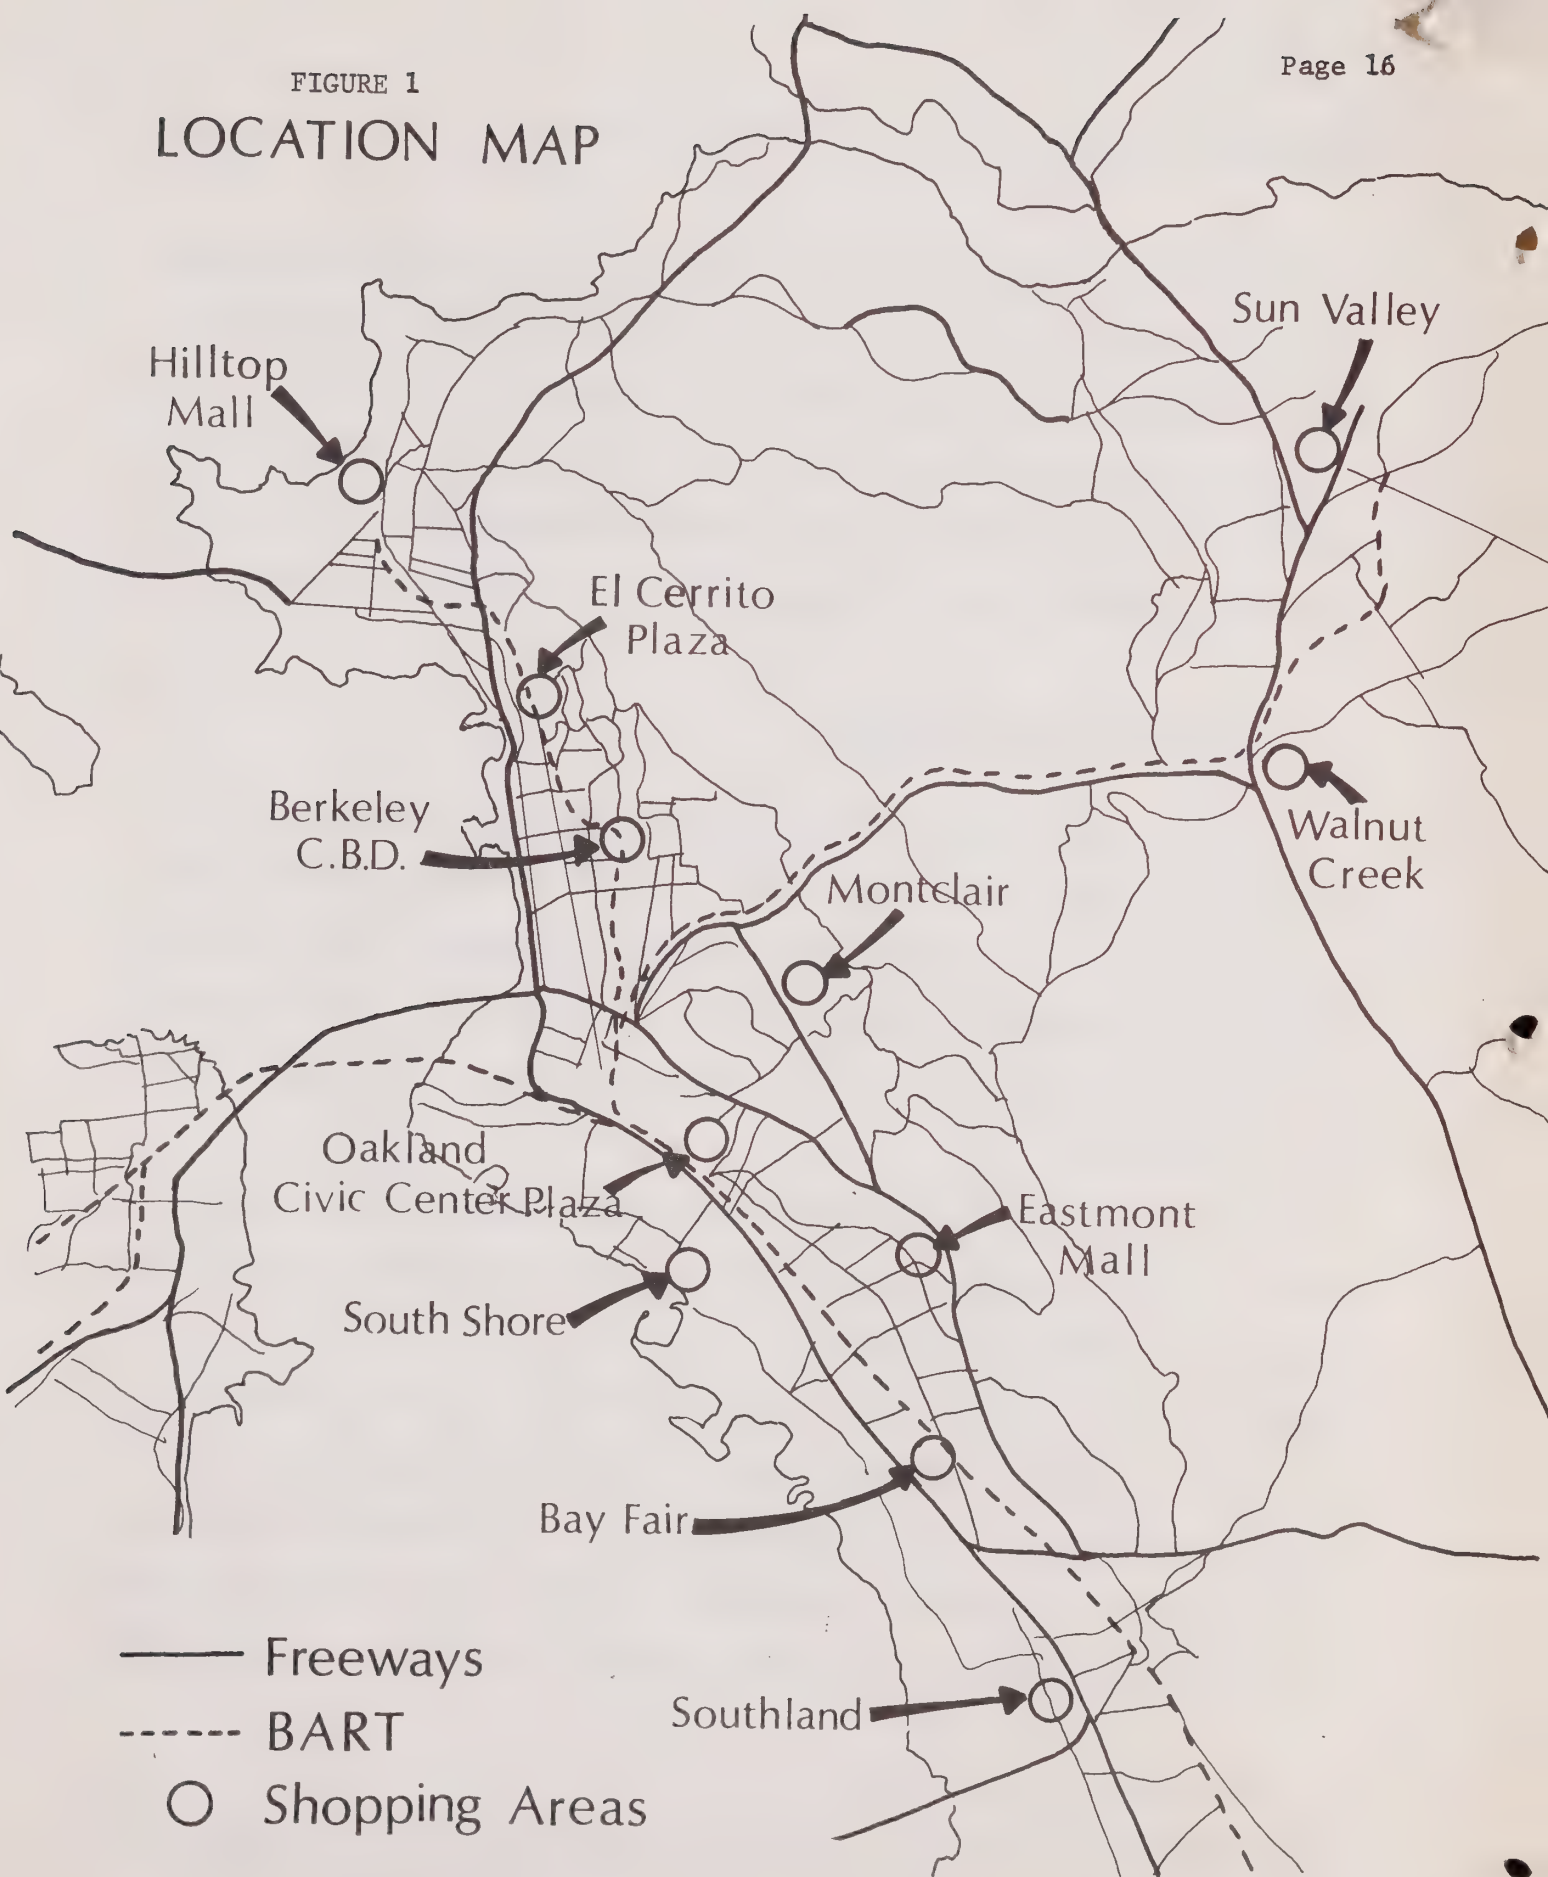 Page 16
FIGURE 1
LOCATION MAP
Sun Valley
Hilltop
Mall
El Cerrito
Plaza
Berkeley
C.B.D.
Walnut
Creek
Montclair
Oakland
Civic Center Plaza
Eastmont
Mall
South Shore
Bay Fair
Southland
Freeways
BART
Shopping Areas